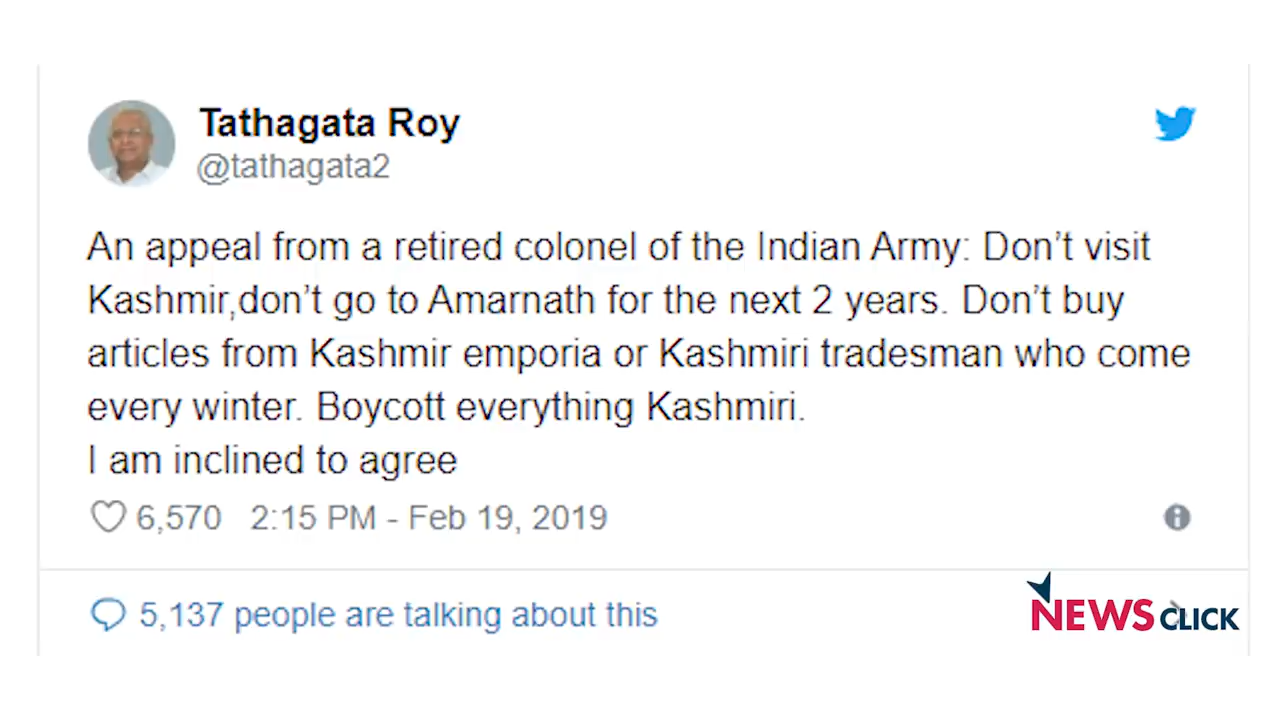 Tathagata Roy
@tathagata2
An appeal from a retired colonel of the Indian Army: Don’t visit
Kashmir,don’t go to Amarnath for the next 2 years. Don’t buy
articles from Kashmir emporia or Kashmiri tradesman who come
every winter. Boycott everything Kashmiri.
I am inclined to agree
6,570 2:15 PM - Feb 19, 2019
5,137 people are talking about this
NEWSCLICK